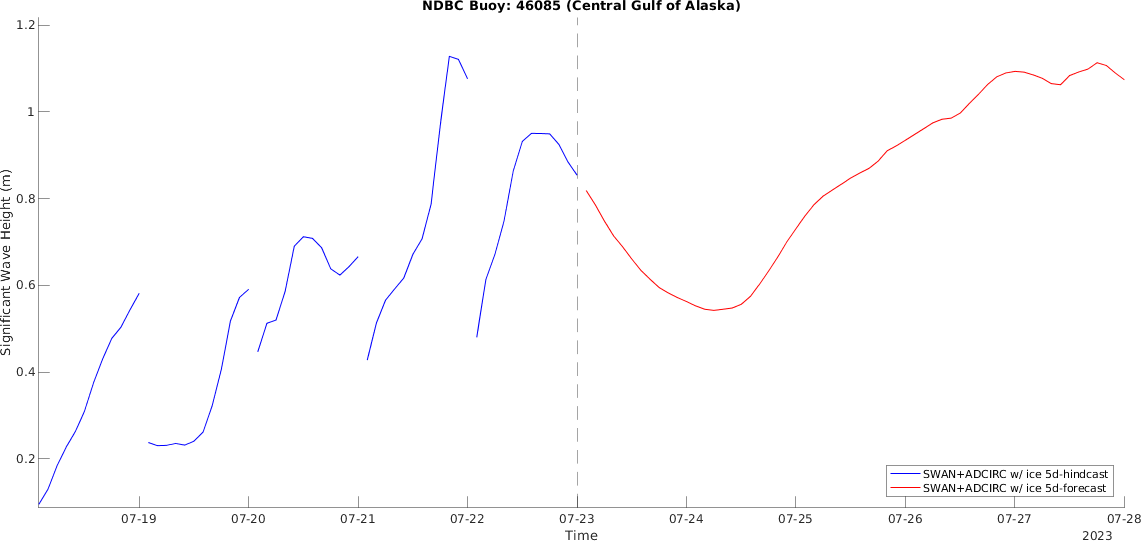 NDBC Buoy: 46085 (Central Gulf of Alaska)
1.2
1
0.8
0.6
0.4
0.2
Significant Wave Height (m)
SWAN+ADCIRC w/ ice 5d-hindcast
SWAN+ADCIRC w/ ice 5d-forecast
07-19 07-20 07-21 07-22 07-23 07-24 07-25 07-26 07-27 07-28
Time
2023